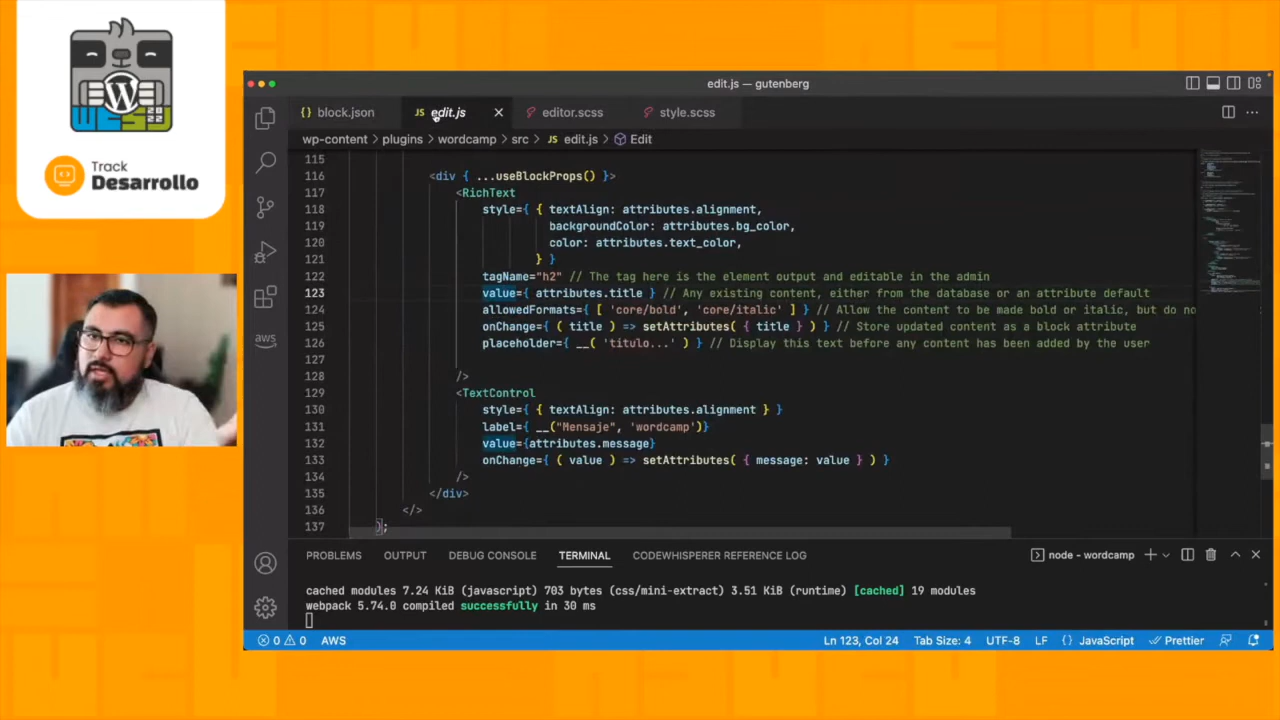 WCES
2022
Track
Desarrollo
edit.js — gutenberg
{} block.json
JS edit.js
editor.scss
style.scss
wp-content > plugins > wordcamp > src > JS edit.js > Edit
115
116 <div { ...useBlockProps() }>
117 <RichText
118 style={ { textAlign: attributes.alignment,
119 backgroundColor: attributes.bg_color,
120 color: attributes.text_color,
121 } }
122 tagName="h2" // The tag here is the element output and editable in the admin
123 value={ attributes.title } // Any existing content, either from the database or an attribute default
124 allowedFormats={ [ 'core/bold', 'core/italic' ] } // Allow the content to be made bold or italic, but do no
125 onChange={ ( title ) => setAttributes( { title } ) } // Store updated content as a block attribute
126 placeholder={ __( 'titulo...' ) } // Display this text before any content has been added by the user
127
128 />
129 <TextControl
130 style={ { textAlign: attributes.alignment } }
131 label={ __("Mensaje", 'wordcamp')}
132 value={attributes.message}
133 onChange={ ( value ) => setAttributes( { message: value } ) }
134 />
135 </div>
136 </>
137 );
PROBLEMS OUTPUT DEBUG CONSOLE TERMINAL CODEWHISPERER REFERENCE LOG
node - wordcamp
cached modules 7.24 KiB (javascript) 703 bytes (css/mini-extract) 3.51 KiB (runtime) [cached] 19 modules
webpack 5.74.0 compiled successfully in 30 ms
aws
0 0 AWS
Ln 123, Col 24 Tab Size: 4 UTF-8 LF {} JavaScript Prettier